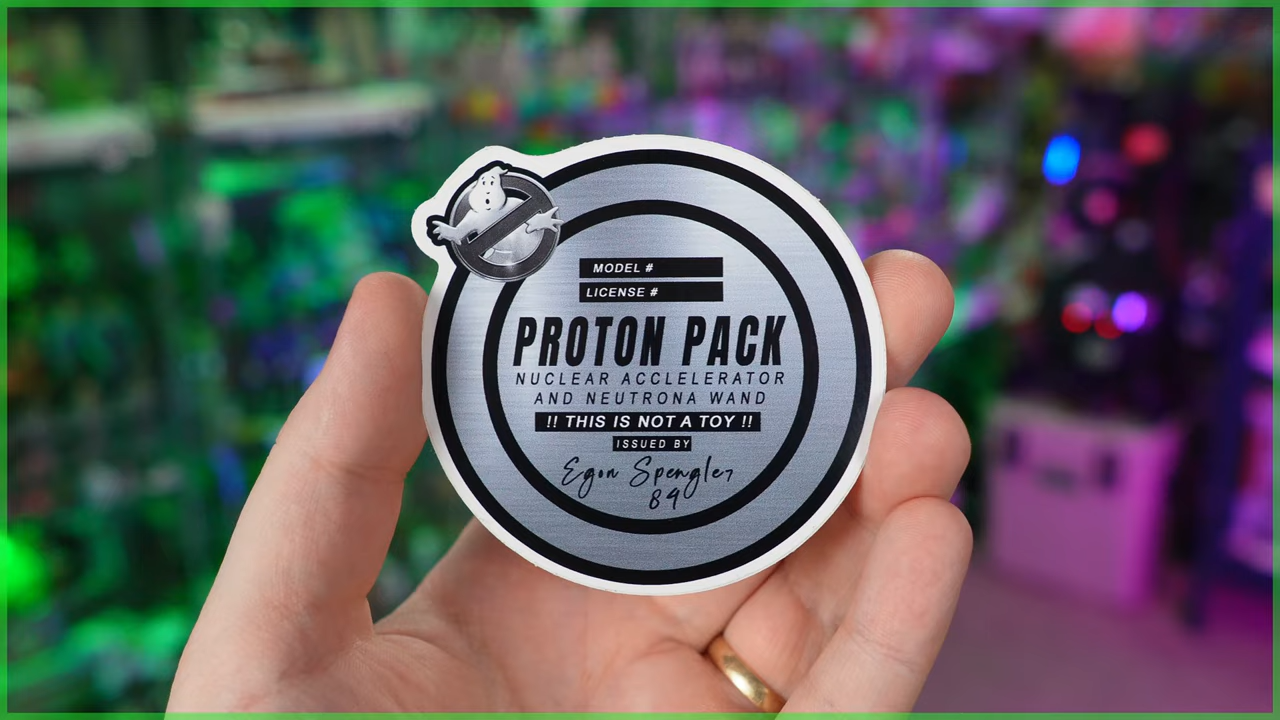 MODEL #
LICENSE #
PROTON PACK
NUCLEAR ACCLELERATOR
AND NEUTRONA WAND
!! THIS IS NOT A TOY !!
ISSUED BY
Egon Spengler
84